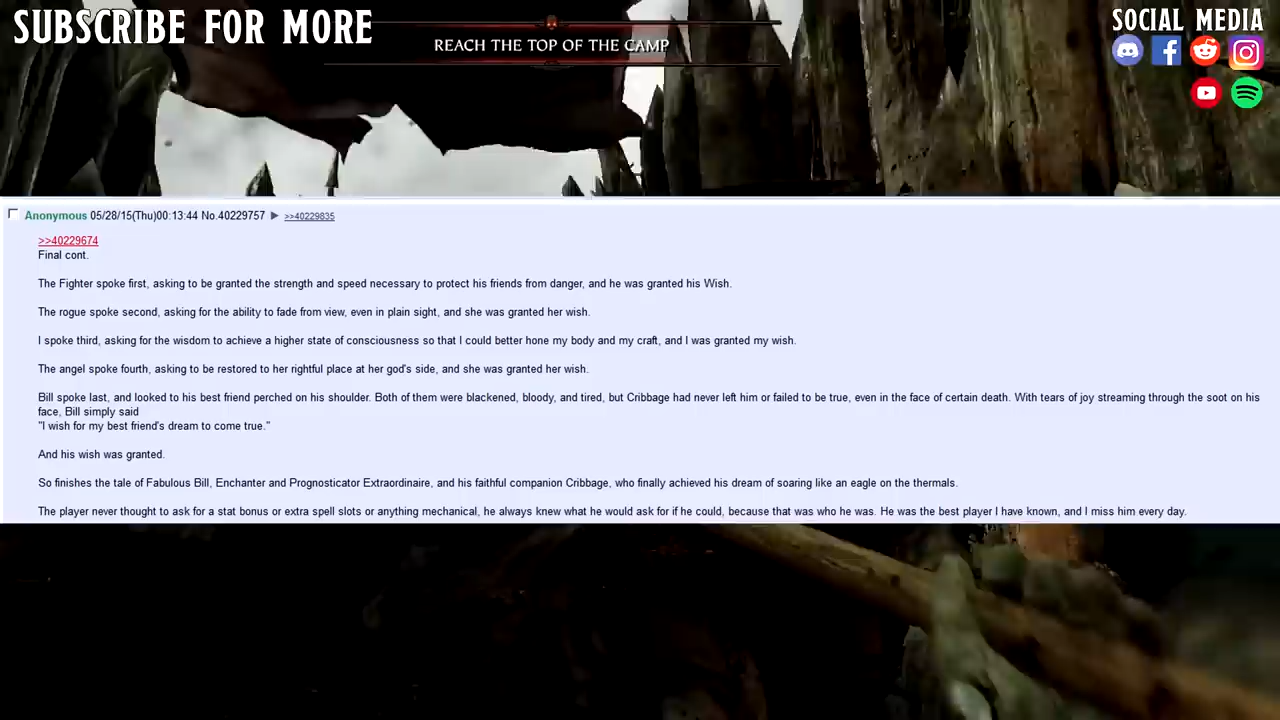 SUBSCRIBE FOR MORE
REACH THE TOP OF THE CAMP
SOCIAL MEDIA
Anonymous 05/28/15(Thu)00:13:44 No.40229757 ▶ >>40229835
>>40229674
Final cont.
The Fighter spoke first, asking to be granted the strength and speed necessary to protect his friends from danger, and he was granted his Wish.
The rogue spoke second, asking for the ability to fade from view, even in plain sight, and she was granted her wish.
I spoke third, asking for the wisdom to achieve a higher state of consciousness so that I could better hone my body and my craft, and I was granted my wish.
The angel spoke fourth, asking to be restored to her rightful place at her god's side, and she was granted her wish.
Bill spoke last, and looked to his best friend perched on his shoulder. Both of them were blackened, bloody, and tired, but Cribbage had never left him or failed to be true, even in the face of certain death. With tears of joy streaming through the soot on his
face, Bill simply said
"I wish for my best friend's dream to come true."
And his wish was granted.
So finishes the tale of Fabulous Bill, Enchanter and Prognosticator Extraordinaire, and his faithful companion Cribbage, who finally achieved his dream of soaring like an eagle on the thermals.
The player never thought to ask for a stat bonus or extra spell slots or anything mechanical, he always knew what he would ask for if he could, because that was who he was. He was the best player I have known, and I miss him every day.